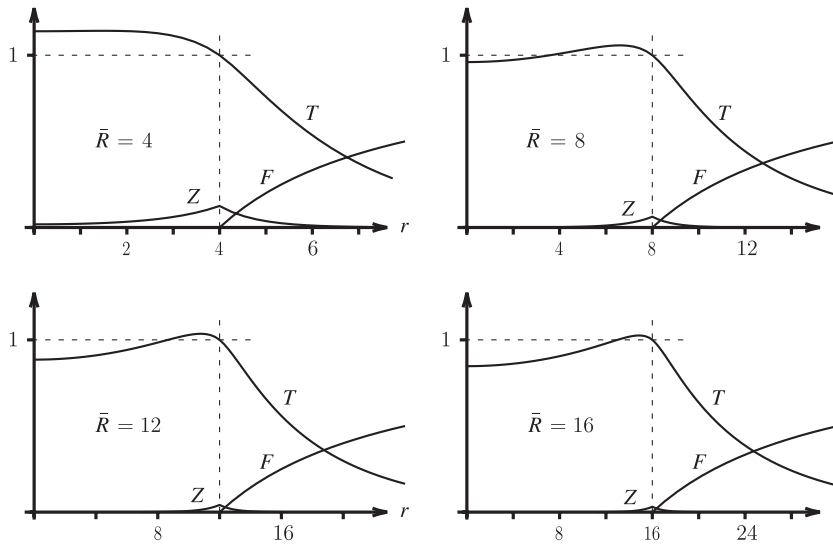 1
T
R̄ = 4
Z
F
r
2
4
6
1
T
R̄ = 8
F
Z
4
8
12
1
T
R̄ = 12
F
Z
r
8
16
1
T
R̄ = 16
F
Z
8
16
24